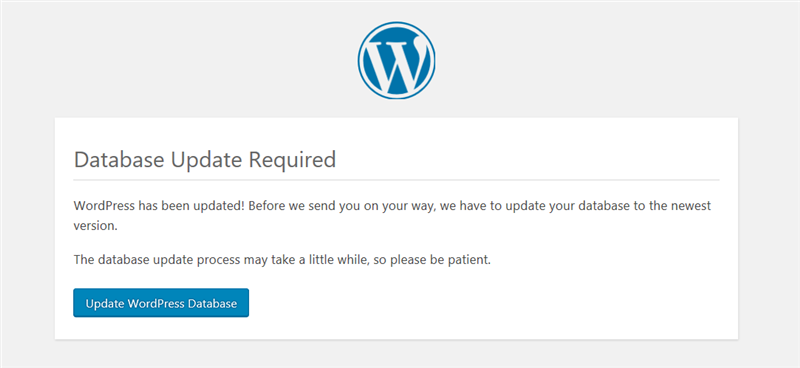 Database Update Required
WordPress has been updated! Before we send you on your way, we have to update your database to the newest
version.
The database update process may take a little while, so please be patient.
Update WordPress Database